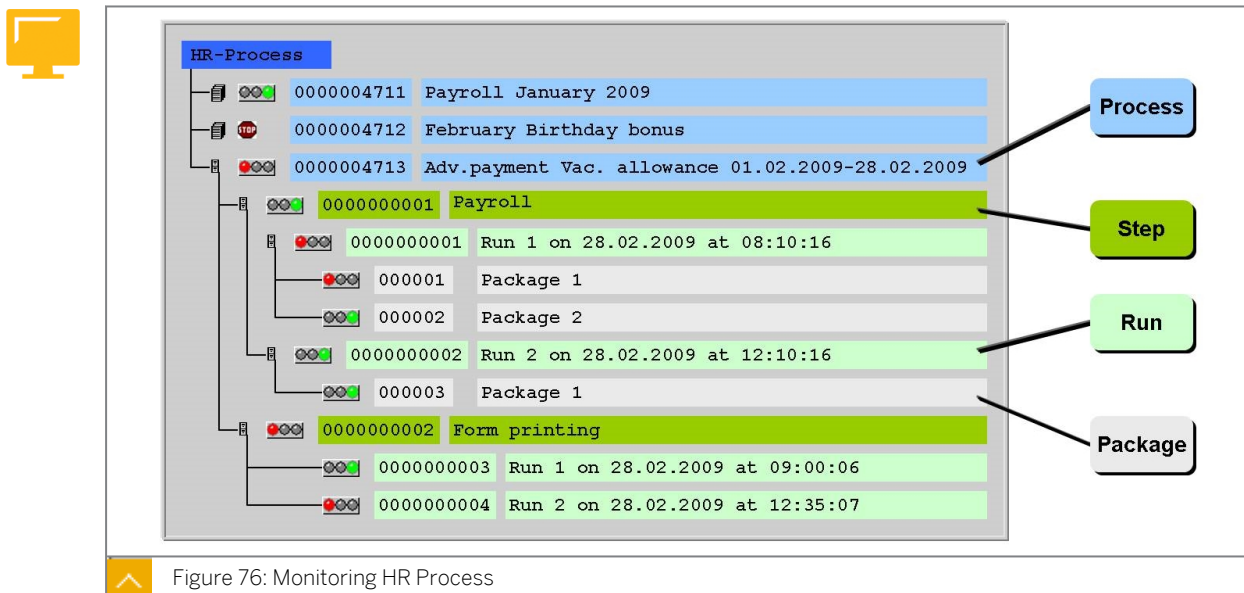 HR-Process
0000004711 Payroll January 2009
STOP 0000004712 February Birthday bonus
0000004713 Adv.payment Vac. allowance 01.02.2009-28.02.2009
0000000001 Payroll
0000000001 Run 1 on 28.02.2009 at 08:10:16
000001 Package 1
000002 Package 2
0000000002 Run 2 on 28.02.2009 at 12:10:16
000003 Package 1
0000000002 Form printing
0000000003 Run 1 on 28.02.2009 at 09:00:06
0000000004 Run 2 on 28.02.2009 at 12:35:07
Process
Step
Run
Package
Figure 76: Monitoring HR Process